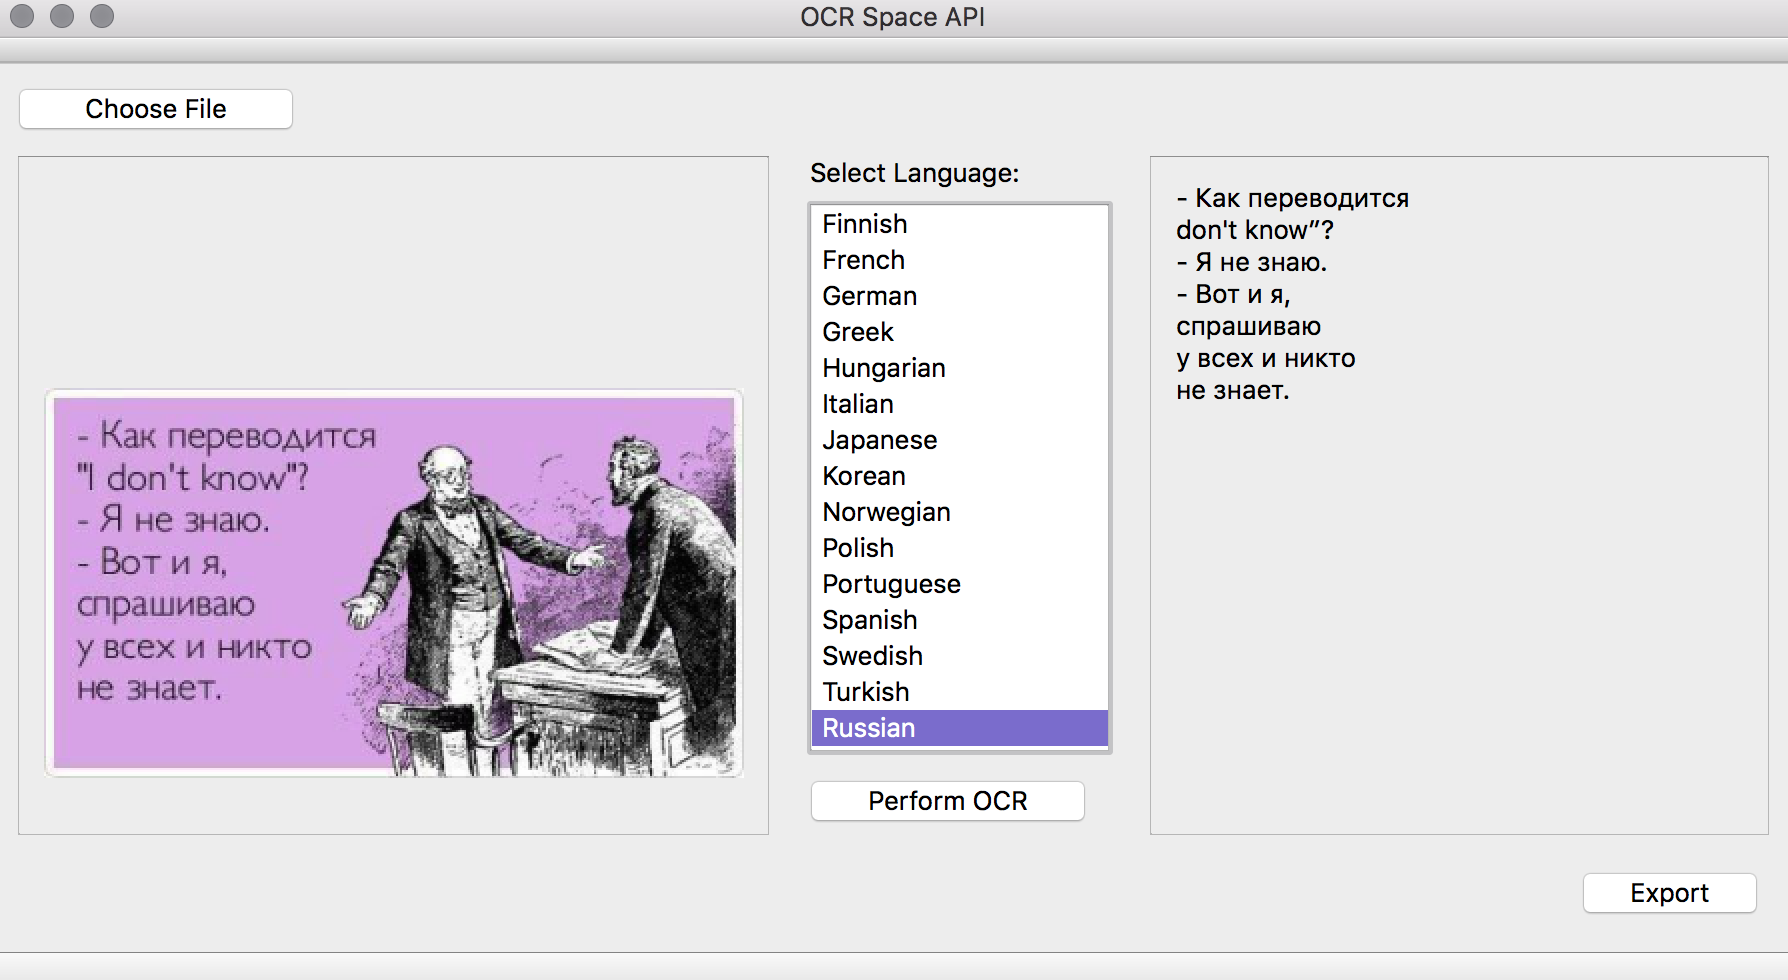 OCR Space API
Choose File
- Как переводится
"I don't know"?
- Я не знаю.
- Вот и я,
спрашиваю
у всех и никто
не знает.
Select Language:
Finnish
French
German
Greek
Hungarian
Italian
Japanese
Korean
Norwegian
Polish
Portuguese
Spanish
Swedish
Turkish
Russian
Perform OCR
- Как переводится
don't know”?
- Я не знаю.
- Вот и я,
спрашиваю
у всех и никто
не знает.
Export